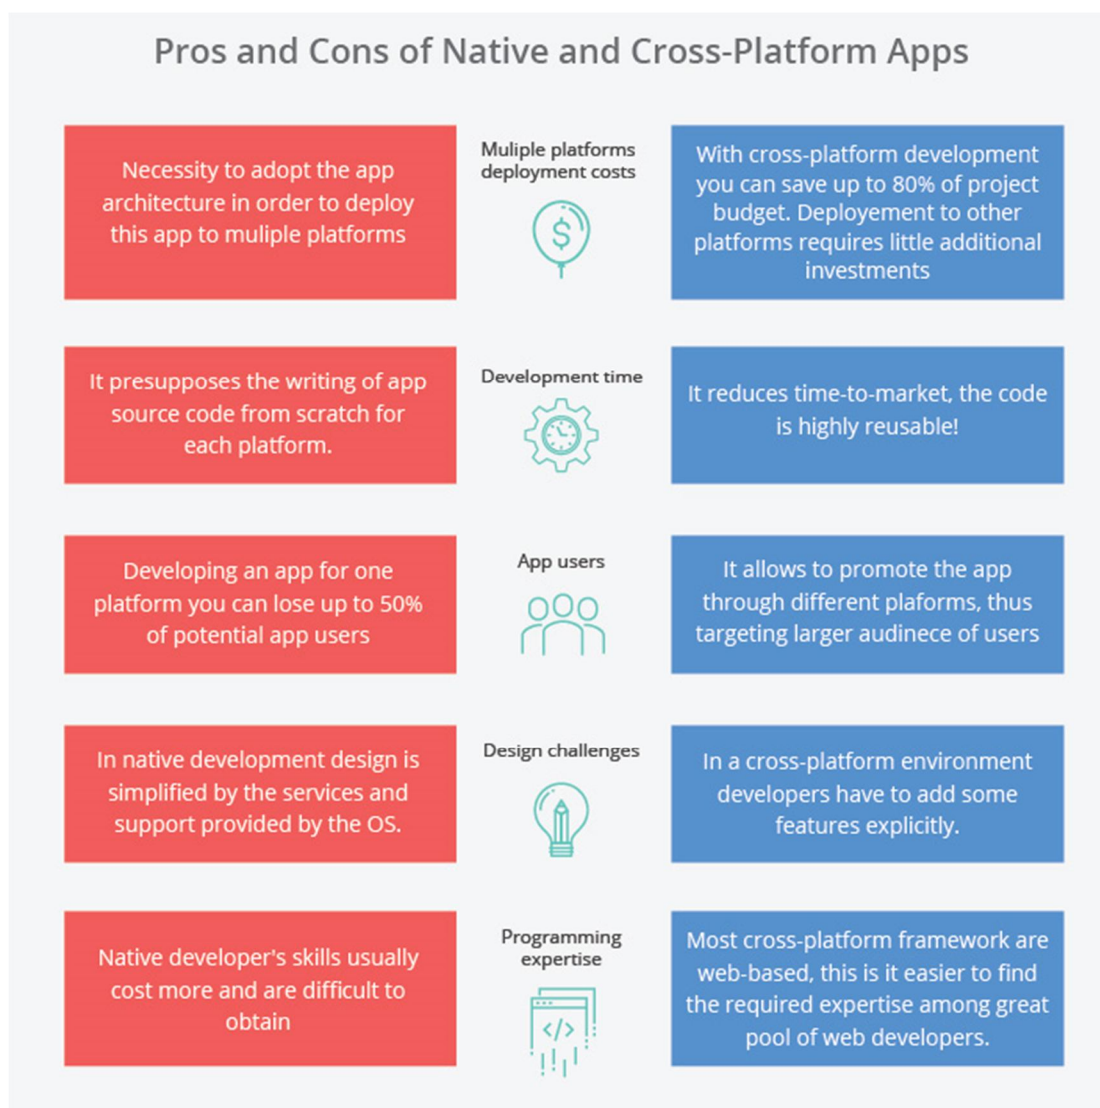 Pros and Cons of Native and Cross-Platform Apps
Necessity to adopt the app
architecture in order to deploy
this app to muliple platforms
Muliple platforms
deployment costs
$
With cross-platform development
you can save up to 80% of project
budget. Deployement to other
platforms requires little additional
investments
It presupposes the writing of app
source code from scratch for
each platform.
Development time
It reduces time-to-market, the code
is highly reusable!
Developing an app for one
platform you can lose up to 50%
of potential app users
App users
It allows to promote the app
through different plaforms, thus
targeting larger audinece of users
In native development design is
simplified by the services and
support provided by the OS.
Design challenges
In a cross-platform environment
developers have to add some
features explicitly.
Native developer's skills usually
cost more and are difficult to
obtain
Programming
expertise
</>
Most cross-platform framework are
web-based, this is it easier to find
the required expertise among great
pool of web developers.